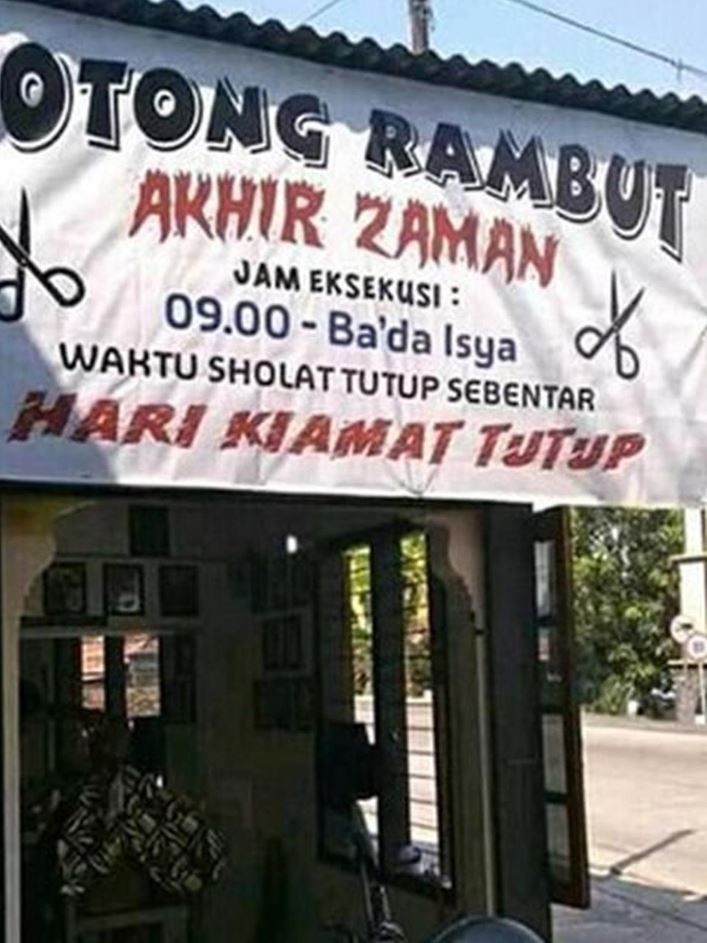 OTONG RAMBUT
AKHIR ZAMAN
JAM EKSEKUSI :
09.00 - Ba'da Isya
WAKTU SHOLAT TUTUP SEBENTAR
HARI KIAMAT TUTUP